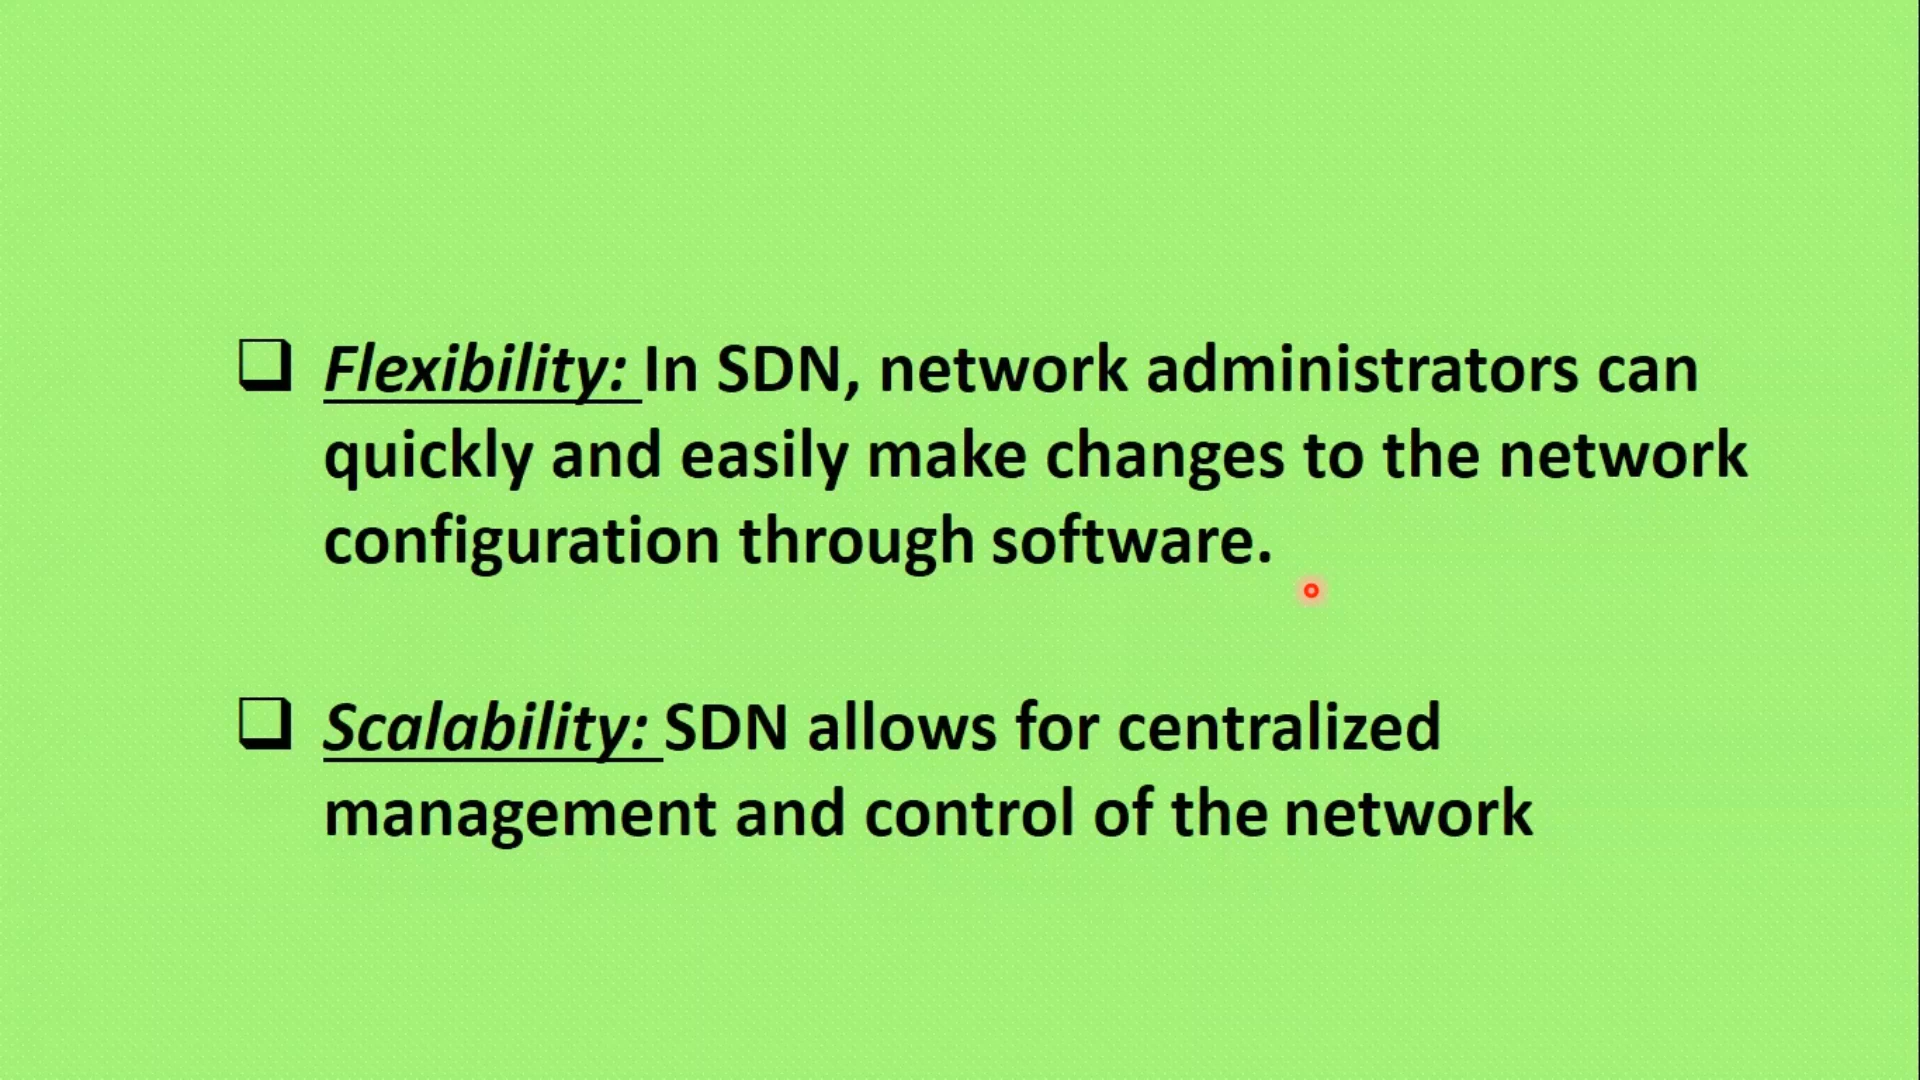 ❑ Flexibility: In SDN, network administrators can
quickly and easily make changes to the network
configuration through software.
❑ Scalability: SDN allows for centralized
management and control of the network